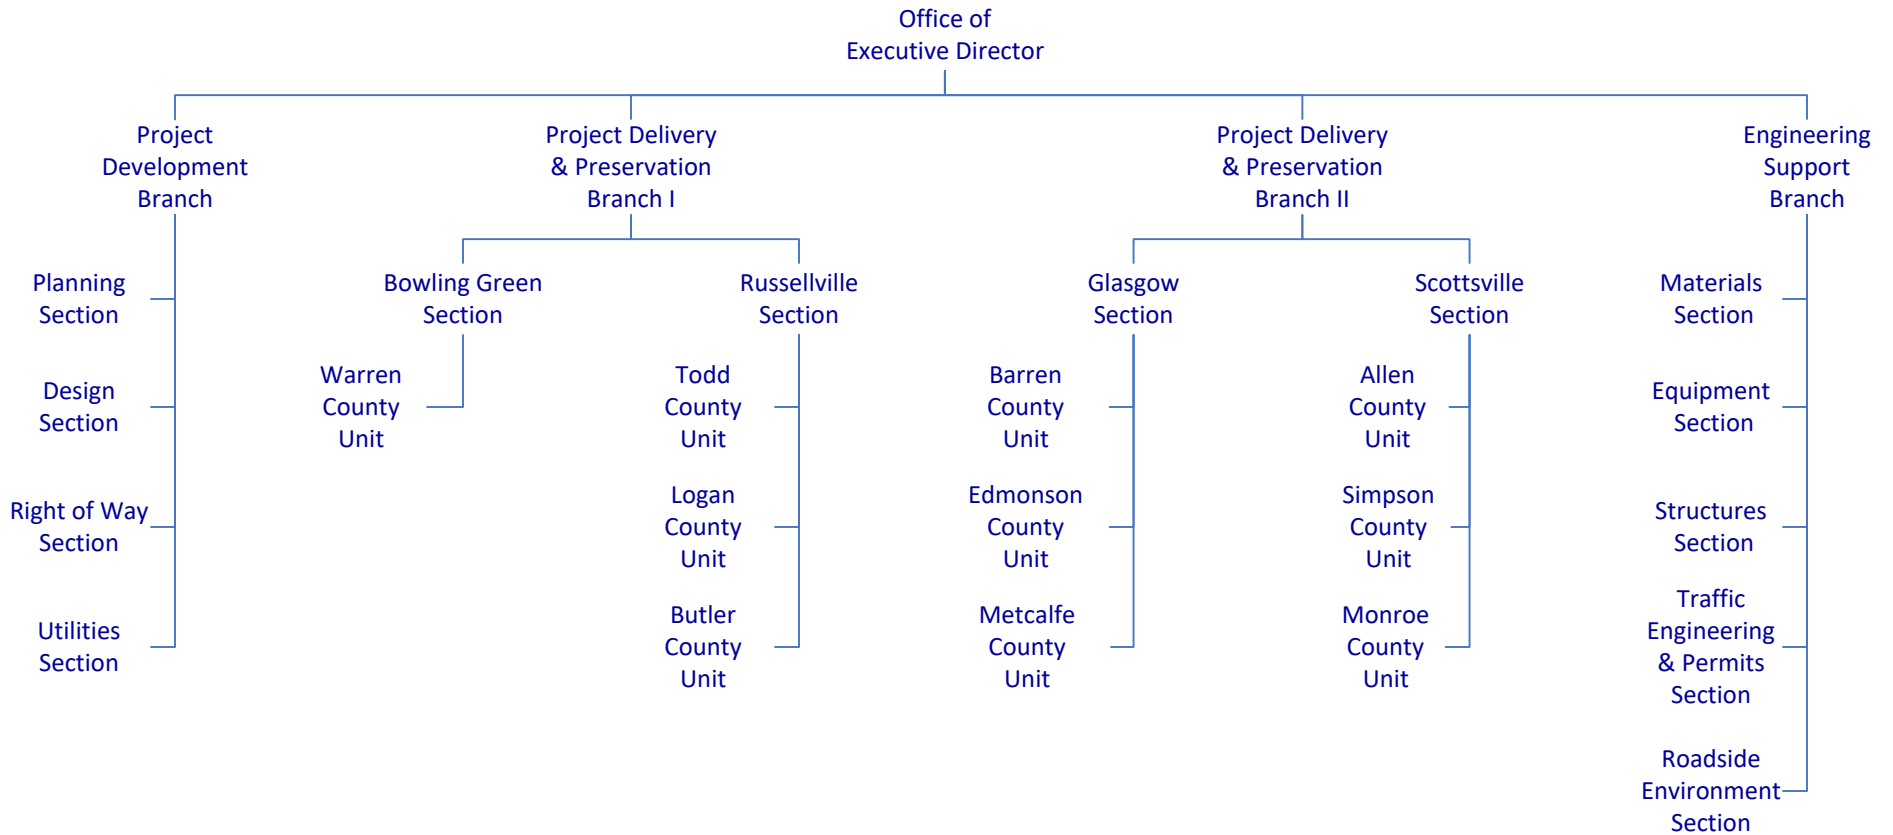 Office of
Executive Director
Project
Development
Branch
Project Delivery
& Preservation
Branch I
Project Delivery
& Preservation
Branch II
Engineering
Support
Branch
Planning
Section
Design
Section
Right of Way
Section
Utilities
Section
Bowling Green
Section
Warren
County
Unit
Russellville
Section
Todd
County
Unit
Logan
County
Unit
Butler
County
Unit
Glasgow
Section
Barren
County
Unit
Edmonson
County
Unit
Metcalfe
County
Unit
Scottsville
Section
Allen
County
Unit
Simpson
County
Unit
Monroe
County
Unit
Materials
Section
Equipment
Section
Structures
Section
Traffic
Engineering
& Permits
Section
Roadside
Environment
Section